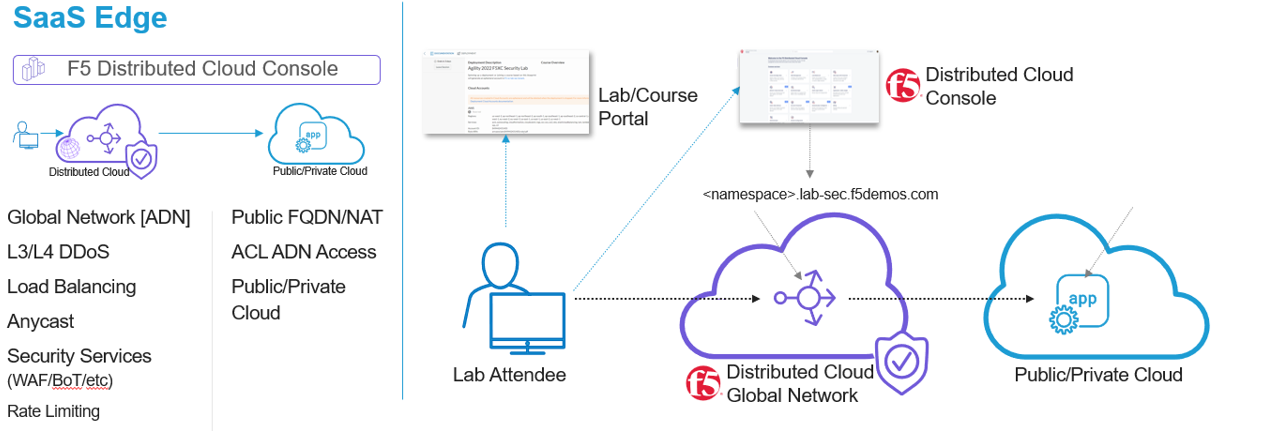 SaaS Edge
F5 Distributed Cloud Console
app
Distributed Cloud
Public/Private Cloud
Global Network [ADN]
L3/L4 DDoS
Load Balancing
Anycast
Security Services
(WAF/BoT/etc)
Rate Limiting
Public FQDN/NAT
ACL ADN Access
Public/Private
Cloud
Agility 2022 FSXC Security Lab
Lab/Course
Portal
f5
Distributed Cloud
Console
<namespace>.lab-sec.f5demos.com
Lab Attendee
f5
Distributed Cloud
Global Network
app
Public/Private Cloud